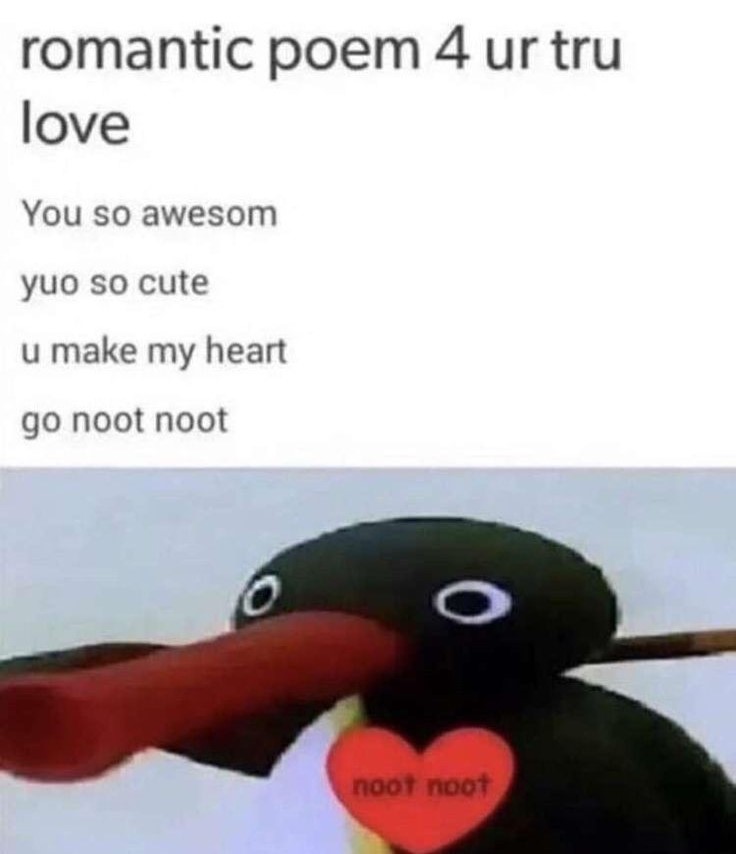 romantic poem 4 ur tru
love
You so awesom
yuo so cute
u make my heart
go noot noot
noot noot